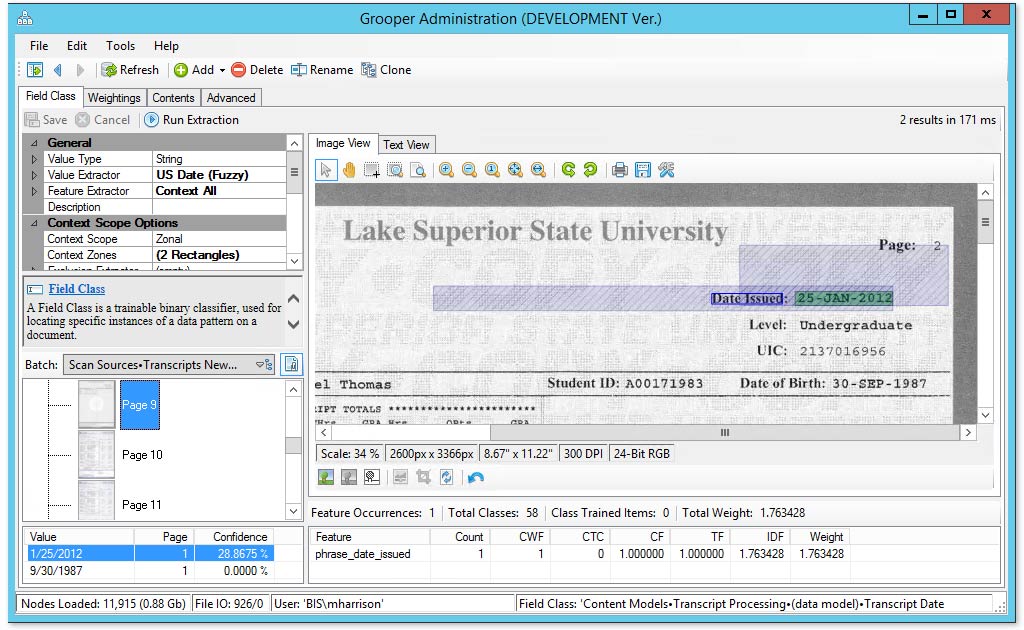 Grooper Administration (DEVELOPMENT Ver.)
File Edit Tools Help
Refresh Add Delete Rename Clone
Field Class Weightings Contents Advanced
Save Cancel Run Extraction 2 results in 171 ms
General
Value Type String
Value Extractor US Date (Fuzzy)
Feature Extractor Context All
Description
Context Scope Options
Context Scope Zonal
Context Zones (2 Rectangles)
Field Class
A Field Class is a trainable binary classifier, used for
locating specific instances of a data pattern on a
document.
Batch: Scan Sources•Transcripts New...
Page 9
Page 10
Page 11
Value Page Confidence
1/25/2012 1 28.8675 %
9/30/1987 1 0.0000 %
Image View Text View
Lake Superior State University
Page: 2
Date Issued: 25-JAN-2012
Level: Undergraduate
UIC: 2137016956
el Thomas Student ID: A00171983 Date of Birth: 30-SEP-1987
IPT TOTALS ***********************
Scale: 34 % 2600px x 3366px 8.67" x 11.22" 300 DPI 24-Bit RGB
Feature Occurrences: 1 Total Classes: 58 Class Trained Items: 0 Total Weight: 1.763428
Feature Count CWF CTC CF TF IDF Weight
phrase_date_issued 1 1 0 1.000000 1.000000 1.763428 1.763428
Nodes Loaded: 11,915 (0.88 Gb) File IO: 926/0 User: 'BIS\mharrison' Field Class: 'Content Models•Transcript Processing•(data model)•Transcript Date